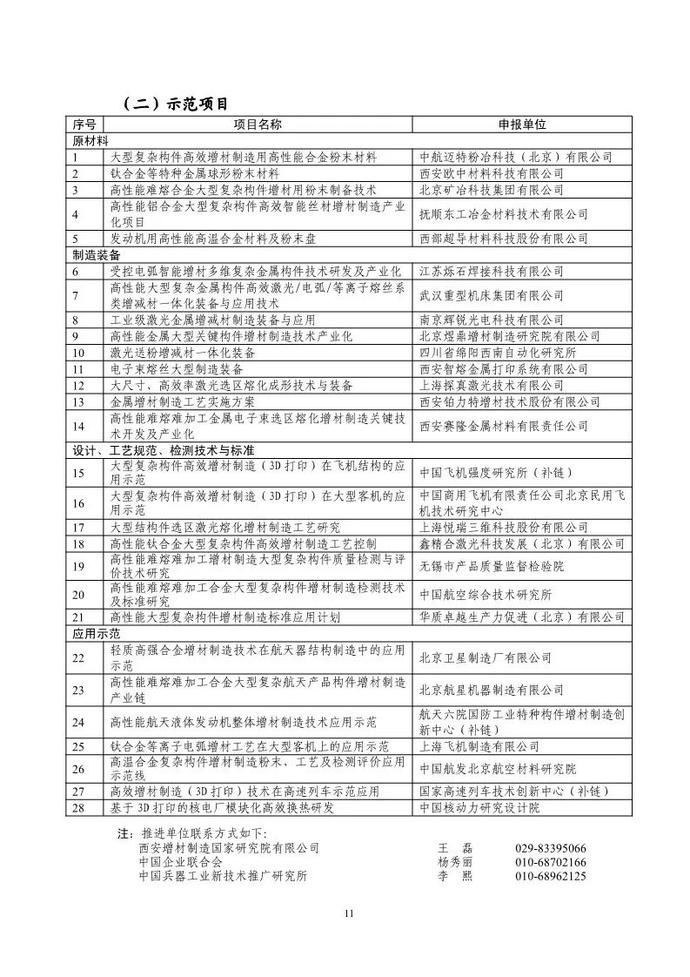 （二）示范项目
序号 项目名称 申报单位
原材料
1 大型复杂构件高效增材制造用高性能合金粉末材料 中航迈特粉冶科技（北京）有限公司
2 钛合金等特种金属球形粉末材料 西安欧中材料科技有限公司
3 高性能难熔合金大型复杂构件增材用粉末制备技术 北京矿冶科技集团有限公司
4 高性能铝合金大型复杂构件高效智能丝材增材制造产业
化项目 抚顺东工冶金材料技术有限公司
5 发动机用高性能高温合金材料及粉末盘 西部超导材料科技股份有限公司
制造装备
6 受控电弧智能增材多维复杂金属构件技术研发及产业化 江苏烁石焊接科技有限公司
7 高性能大型复杂金属构件高效激光/电弧/等离子熔丝系
类增减材一体化装备与应用技术 武汉重型机床集团有限公司
8 工业级激光金属增减材制造装备与应用 南京辉锐光电科技有限公司
9 高性能金属大型关键构件增材制造技术产业化 北京煜鼎增材制造研究院有限公司
10 激光送粉增减材一体化装备 四川省绵阳西南自动化研究所
11 电子束熔丝大型制造装备 西安智熔金属打印系统有限公司
12 大尺寸、高效率激光选区熔化成形技术与装备 上海探真激光技术有限公司
13 金属增材制造工艺实施方案 西安铂力特增材技术股份有限公司
14 高性能难熔难加工金属电子束选区熔化增材制造关键技
术开发及产业化 西安赛隆金属材料有限责任公司
设计、工艺规范、检测技术与标准
15 大型复杂构件高效增材制造（3D 打印）在飞机结构的应
用示范 中国飞机强度研究所（补链）
16 大型复杂构件高效增材制造（3D 打印）在大型客机的应
用示范 中国商用飞机有限责任公司北京民用飞
机技术研究中心
17 大型结构件选区激光熔化增材制造工艺研究 上海悦瑞三维科技股份有限公司
18 高性能钛合金大型复杂构件高效增材制造工艺控制 鑫精合激光科技发展（北京）有限公司
19 高性能难熔难加工增材制造大型复杂构件质量检测与评
价技术研究 无锡市产品质量监督检验院
20 高性能难熔难加工合金大型复杂构件增材制造检测技术
及标准研究 中国航空综合技术研究所
21 高性能大型复杂构件增材制造标准应用计划 华质卓越生产力促进（北京）有限公司
应用示范
22 轻质高强合金增材制造技术在航天器结构制造中的应用
示范 北京卫星制造厂有限公司
23 高性能难熔难加工合金大型复杂航天产品构件增材制造
产业链 北京航星机器制造有限公司
24 高性能航天液体发动机整体增材制造技术应用示范 航天六院国防工业特种构件增材制造创
新中心（补链）
25 钛合金等离子电弧增材工艺在大型客机上的应用示范 上海飞机制造有限公司
26 高温合金复杂构件增材制造粉末、工艺及检测评价应用
示范线 中国航发北京航空材料研究院
27 高效增材制造（3D 打印）技术在高速列车示范应用 国家高速列车技术创新中心（补链）
28 基于 3D 打印的核电厂模块化高效换热研发 中国核动力研究设计院
注：推进单位联系方式如下：
西安增材制造国家研究院有限公司 王 磊 029-83395066
中国企业联合会 杨秀丽 010-68702166
中国兵器工业新技术推广研究所 李 熙 010-68962125
11